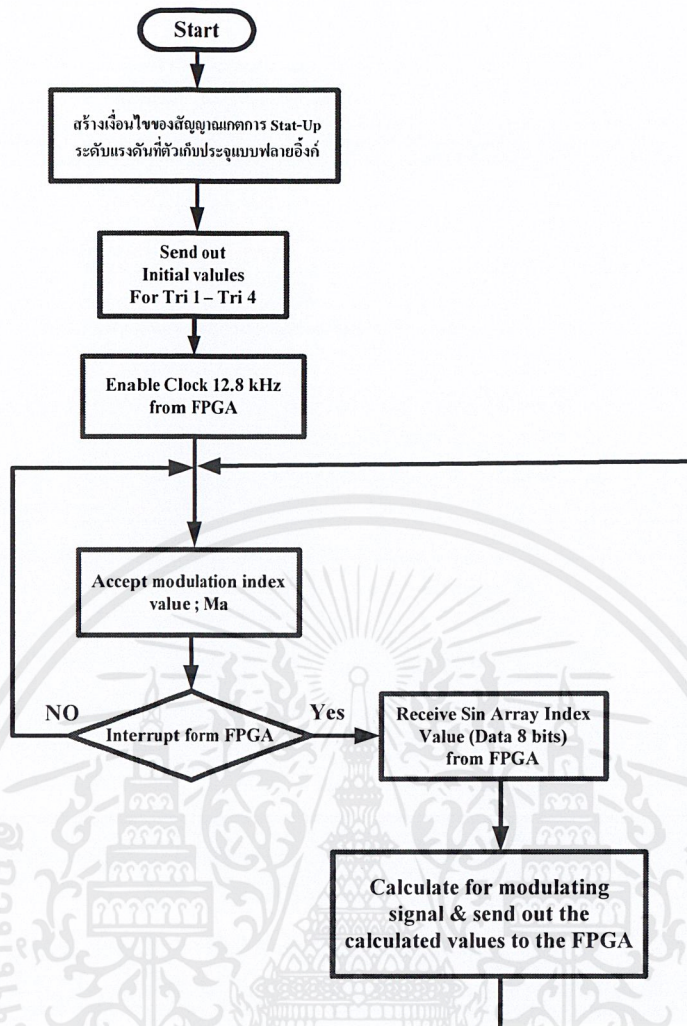 Start
สร้างเงื่อนไขของสัญญาณเกตการ Stat-Up
ระดับแรงดันที่ตัวเก็บประจุแบบฟลายอิ้งก์
Send out
Initial valules
For Tri 1 – Tri 4
Enable Clock 12.8 kHz
from FPGA
Accept modulation index
value ; Ma
NO
Interrupt form FPGA
Yes
Receive Sin Array Index
Value (Data 8 bits)
from FPGA
Calculate for modulating
signal & send out the
calculated values to the FPGA